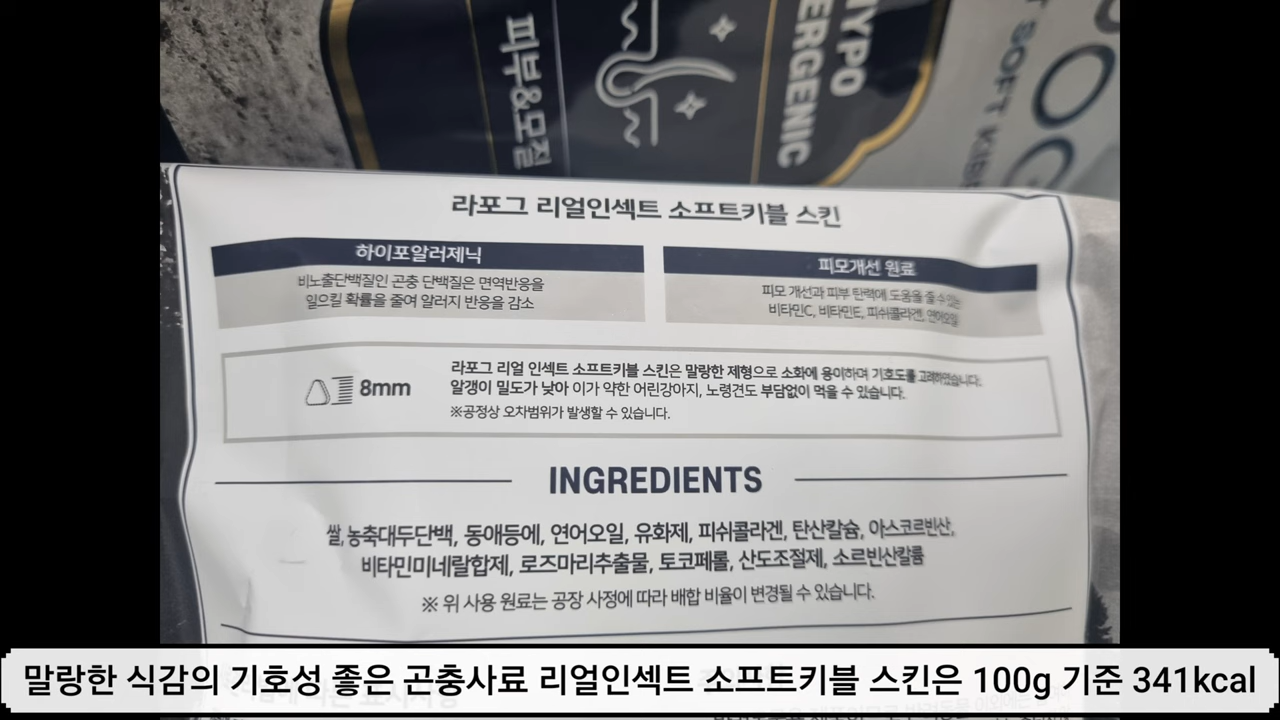 피부&모질
HYPO
ERGENIC
SOFT
라포그 리얼인섹트 소프트키블 스킨
하이포알러제닉
비노출단백질인 곤충 단백질은 면역반응을
일으킬 확률을 줄여 알러지 반응을 감소
피모개선 원료
피모 개선과 피부 탄력에 도움을 줄 수 있는
비타민C, 비타민E, 피쉬콜라겐, 연어오일
8mm
라포그 리얼 인섹트 소프트키블 스킨은 말랑한 제형으로 소화에 용이하며 기호도를 고려하였습니다.
알갱이 밀도가 낮아 이가 약한 어린강아지, 노령견도 부담없이 먹을 수 있습니다.
※공정상 오차범위가 발생할 수 있습니다.
INGREDIENTS
쌀, 농축대두단백, 동애등에, 연어오일, 유화제, 피쉬콜라겐, 탄산칼슘, 아스코르빈산,
비타민미네랄합제, 로즈마리추출물, 토코페롤, 산도조절제, 소르빈산칼륨
※ 위 사용 원료는 공장 사정에 따라 배합 비율이 변경될 수 있습니다.
말랑한 식감의 기호성 좋은 곤충사료 리얼인섹트 소프트키블 스킨은 100g 기준 341kcal